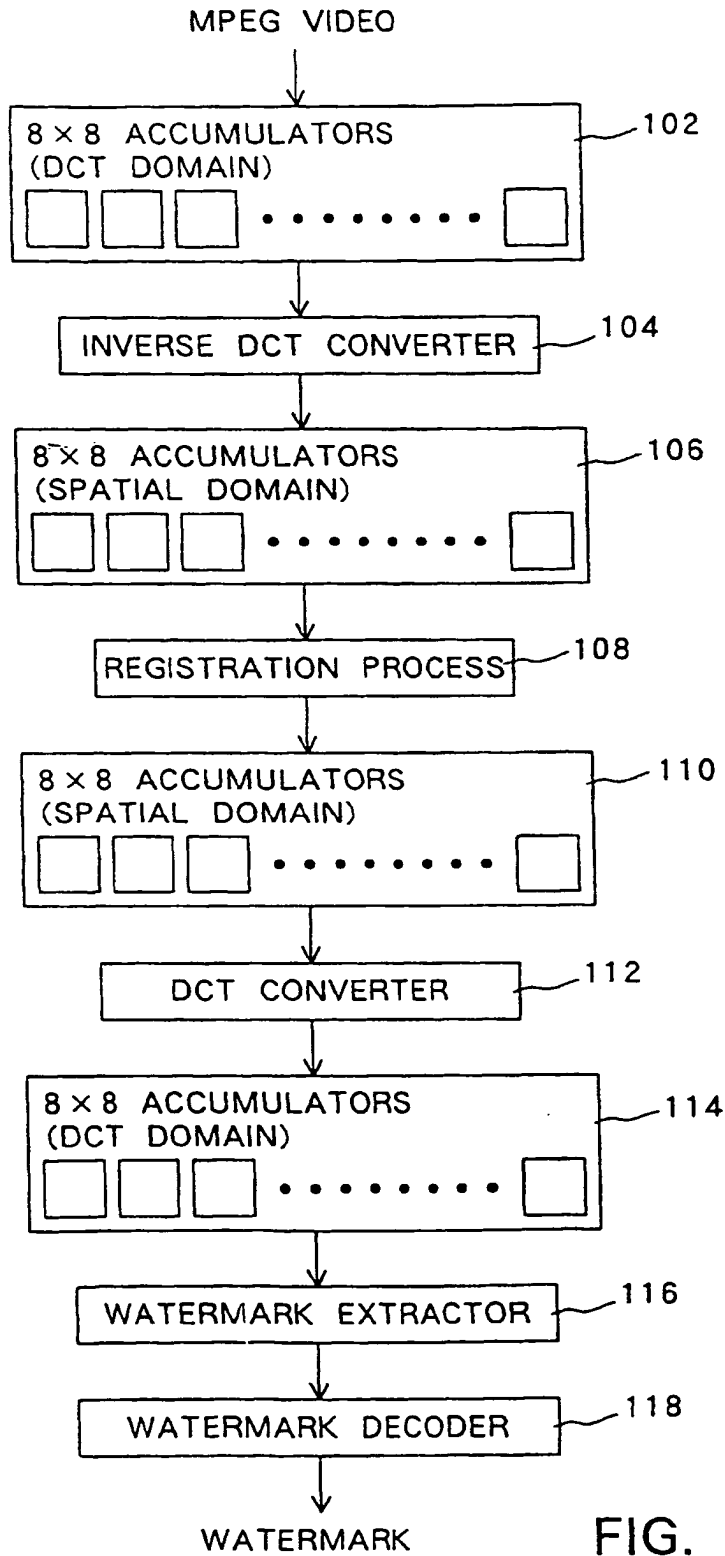 MPEG VIDEO
8 × 8 ACCUMULATORS
(DCT DOMAIN)
102
INVERSE DCT CONVERTER
104
8 × 8 ACCUMULATORS
(SPATIAL DOMAIN)
106
REGISTRATION PROCESS
108
8 × 8 ACCUMULATORS
(SPATIAL DOMAIN)
110
DCT CONVERTER
112
8 × 8 ACCUMULATORS
(DCT DOMAIN)
114
WATERMARK EXTRACTOR
116
WATERMARK DECODER
118
WATERMARK
FIG.